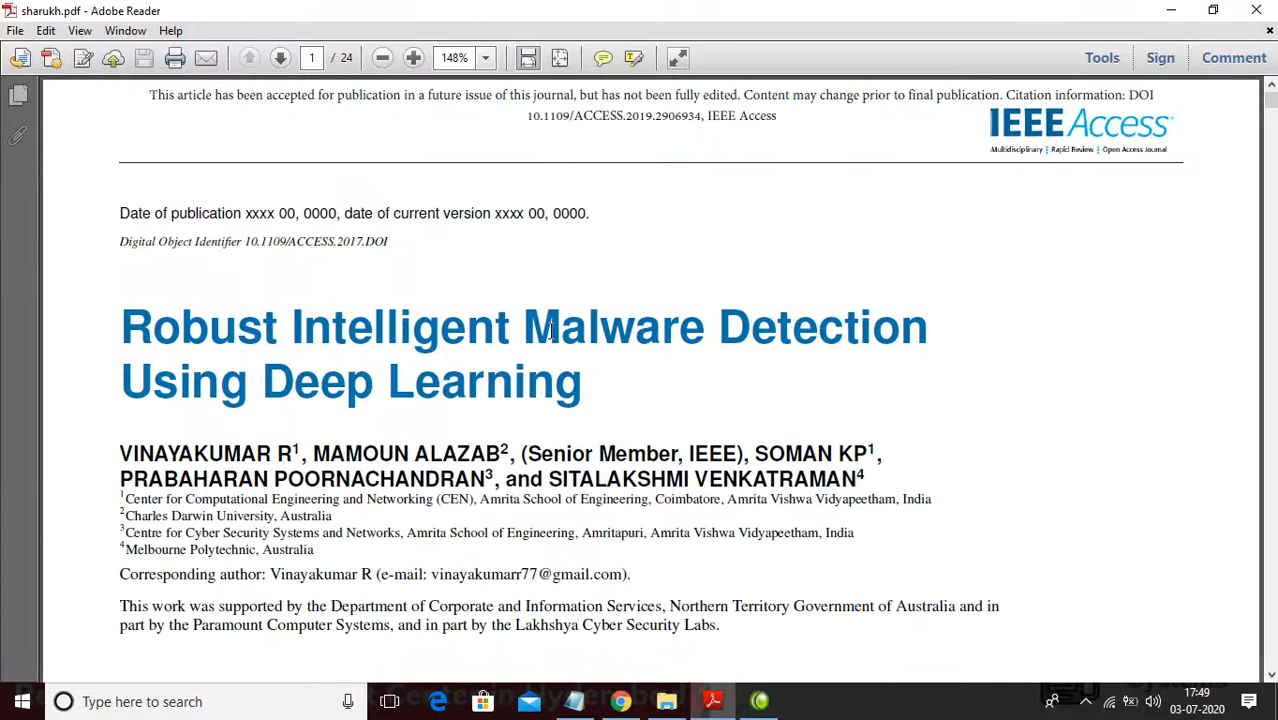 sharukh.pdf - Adobe Reader
File Edit View Window Help
1 / 24 148% Tools Sign Comment
This article has been accepted for publication in a future issue of this journal, but has not been fully edited. Content may change prior to final publication. Citation information: DOI
10.1109/ACCESS.2019.2906934, IEEE Access
IEEE Access
Multidisciplinary Rapid Review Open Access Journal
Date of publication xxxx 00, 0000, date of current version xxxx 00, 0000.
Digital Object Identifier 10.1109/ACCESS.2017.DOI
Robust Intelligent Malware Detection
Using Deep Learning
VINAYAKUMAR R1, MAMOUN ALAZAB2, (Senior Member, IEEE), SOMAN KP1,
PRABAHARAN POORNACHANDRAN3, and SITALAKSHMI VENKATRAMAN4
1Center for Computational Engineering and Networking (CEN), Amrita School of Engineering, Coimbatore, Amrita Vishwa Vidyapeetham, India
2Charles Darwin University, Australia
3Centre for Cyber Security Systems and Networks, Amrita School of Engineering, Amritapuri, Amrita Vishwa Vidyapeetham, India
4Melbourne Polytechnic, Australia
Corresponding author: Vinayakumar R (e-mail: vinayakumarr77@gmail.com).
This work was supported by the Department of Corporate and Information Services, Northern Territory Government of Australia and in
part by the Paramount Computer Systems, and in part by the Lakhshya Cyber Security Labs.
Type here to search
17:49
03-07-2020